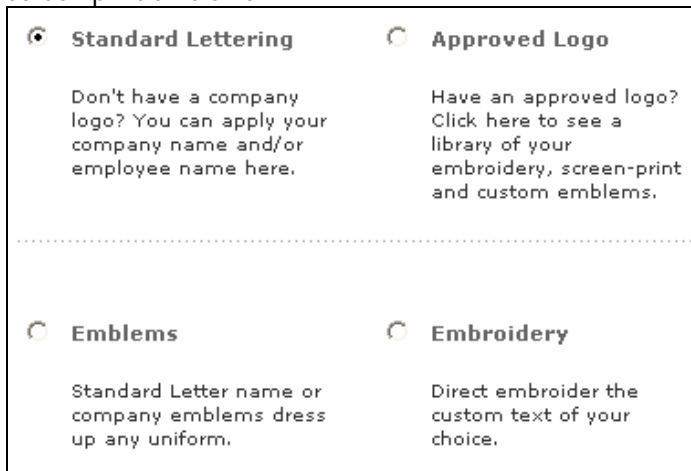 Standard Lettering
Don't have a company
logo? You can apply your
company name and/or
employee name here.
Approved Logo
Have an approved logo?
Click here to see a
library of your
embroidery, screen-print
and custom emblems.
Emblems
Standard Letter name or
company emblems dress
up any uniform.
Embroidery
Direct embroider the
custom text of your
choice.